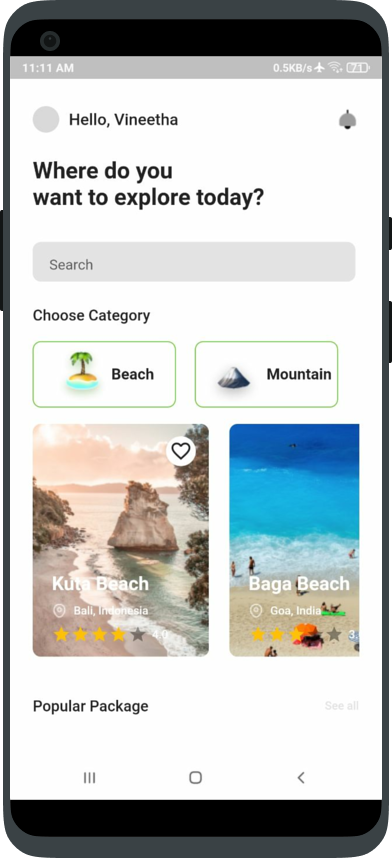 11:11 AM 0.5KB/s 71
Hello, Vineetha
Where do you
want to explore today?
Search
Choose Category
Beach Mountain
Kuta Beach Baga Beach
Bali, Indonesia Goa, India
4.0 3.
Popular Package See all